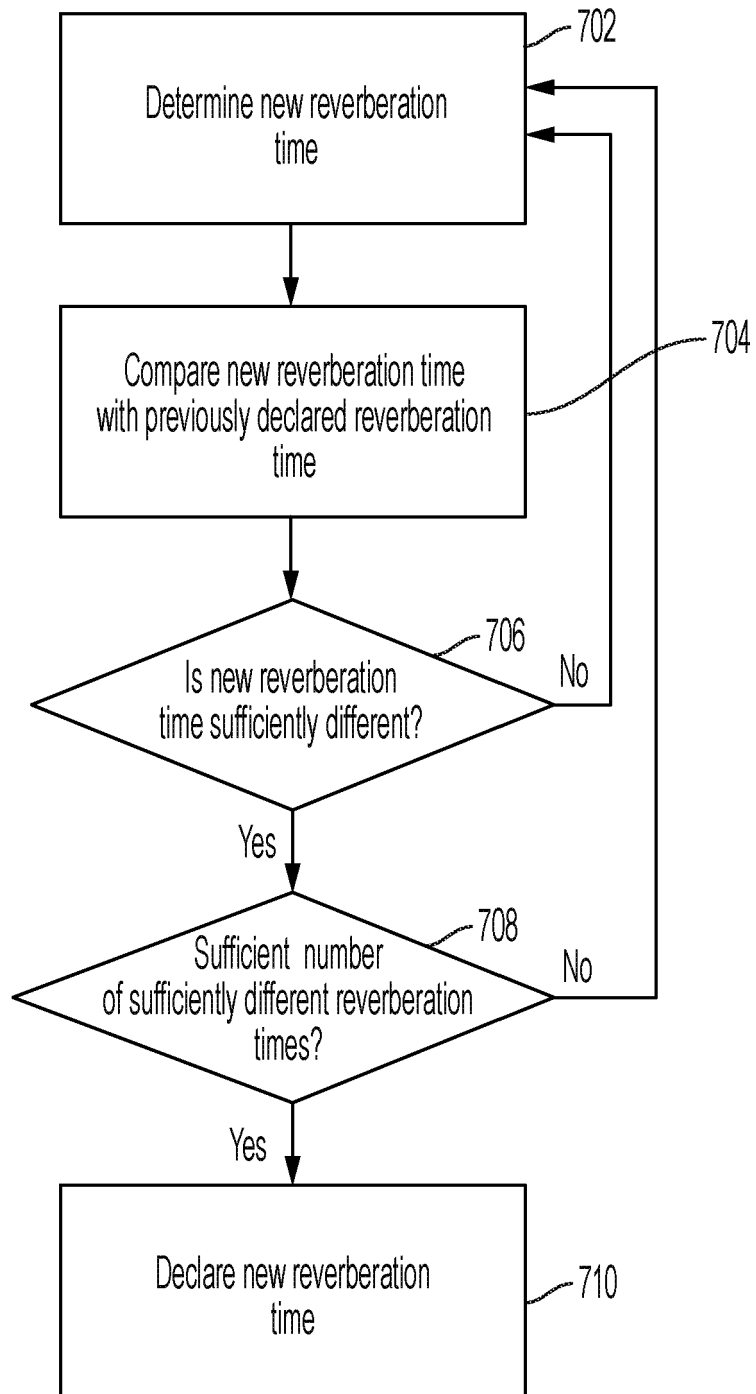 702
Determine new reverberation
time
704
Compare new reverberation time
with previously declared reverberation
time
706
Is new reverberation
time sufficiently different?
No
Yes
708
Sufficient number
of sufficiently different reverberation
times?
No
Yes
Declare new reverberation
time
710